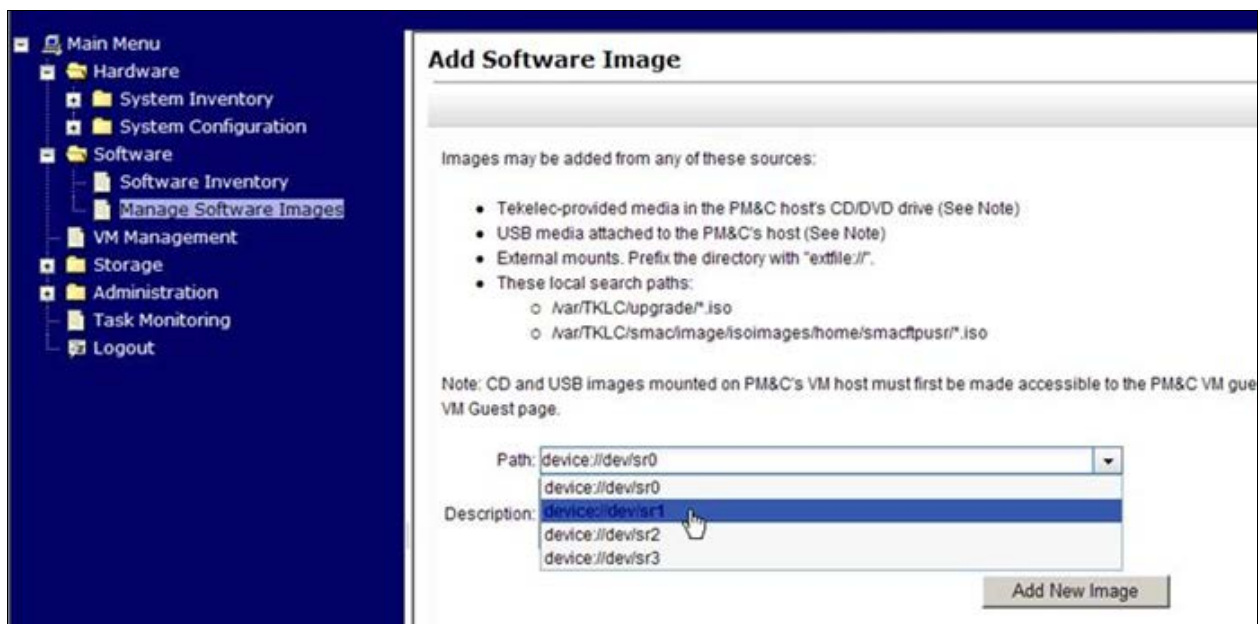 Main Menu
Hardware
System Inventory
System Configuration
Software
Software Inventory
Manage Software Images
VM Management
Storage
Administration
Task Monitoring
Logout
Add Software Image
Images may be added from any of these sources:
Tekelec-provided media in the PM&C host's CD/DVD drive (See Note)
USB media attached to the PM&C's host (See Note)
External mounts. Prefix the directory with "extfile://".
These local search paths:
/var/TKLC/upgrade/*.iso
/var/TKLC/smac/image/isoimages/home/smacftpusr/*.iso
Note: CD and USB images mounted on PM&C's VM host must first be made accessible to the PM&C VM gue
VM Guest page.
Path: device://dev/sr0
device://dev/sr0
Description: device://dev/sr1
device://dev/sr2
device://dev/sr3
Add New Image